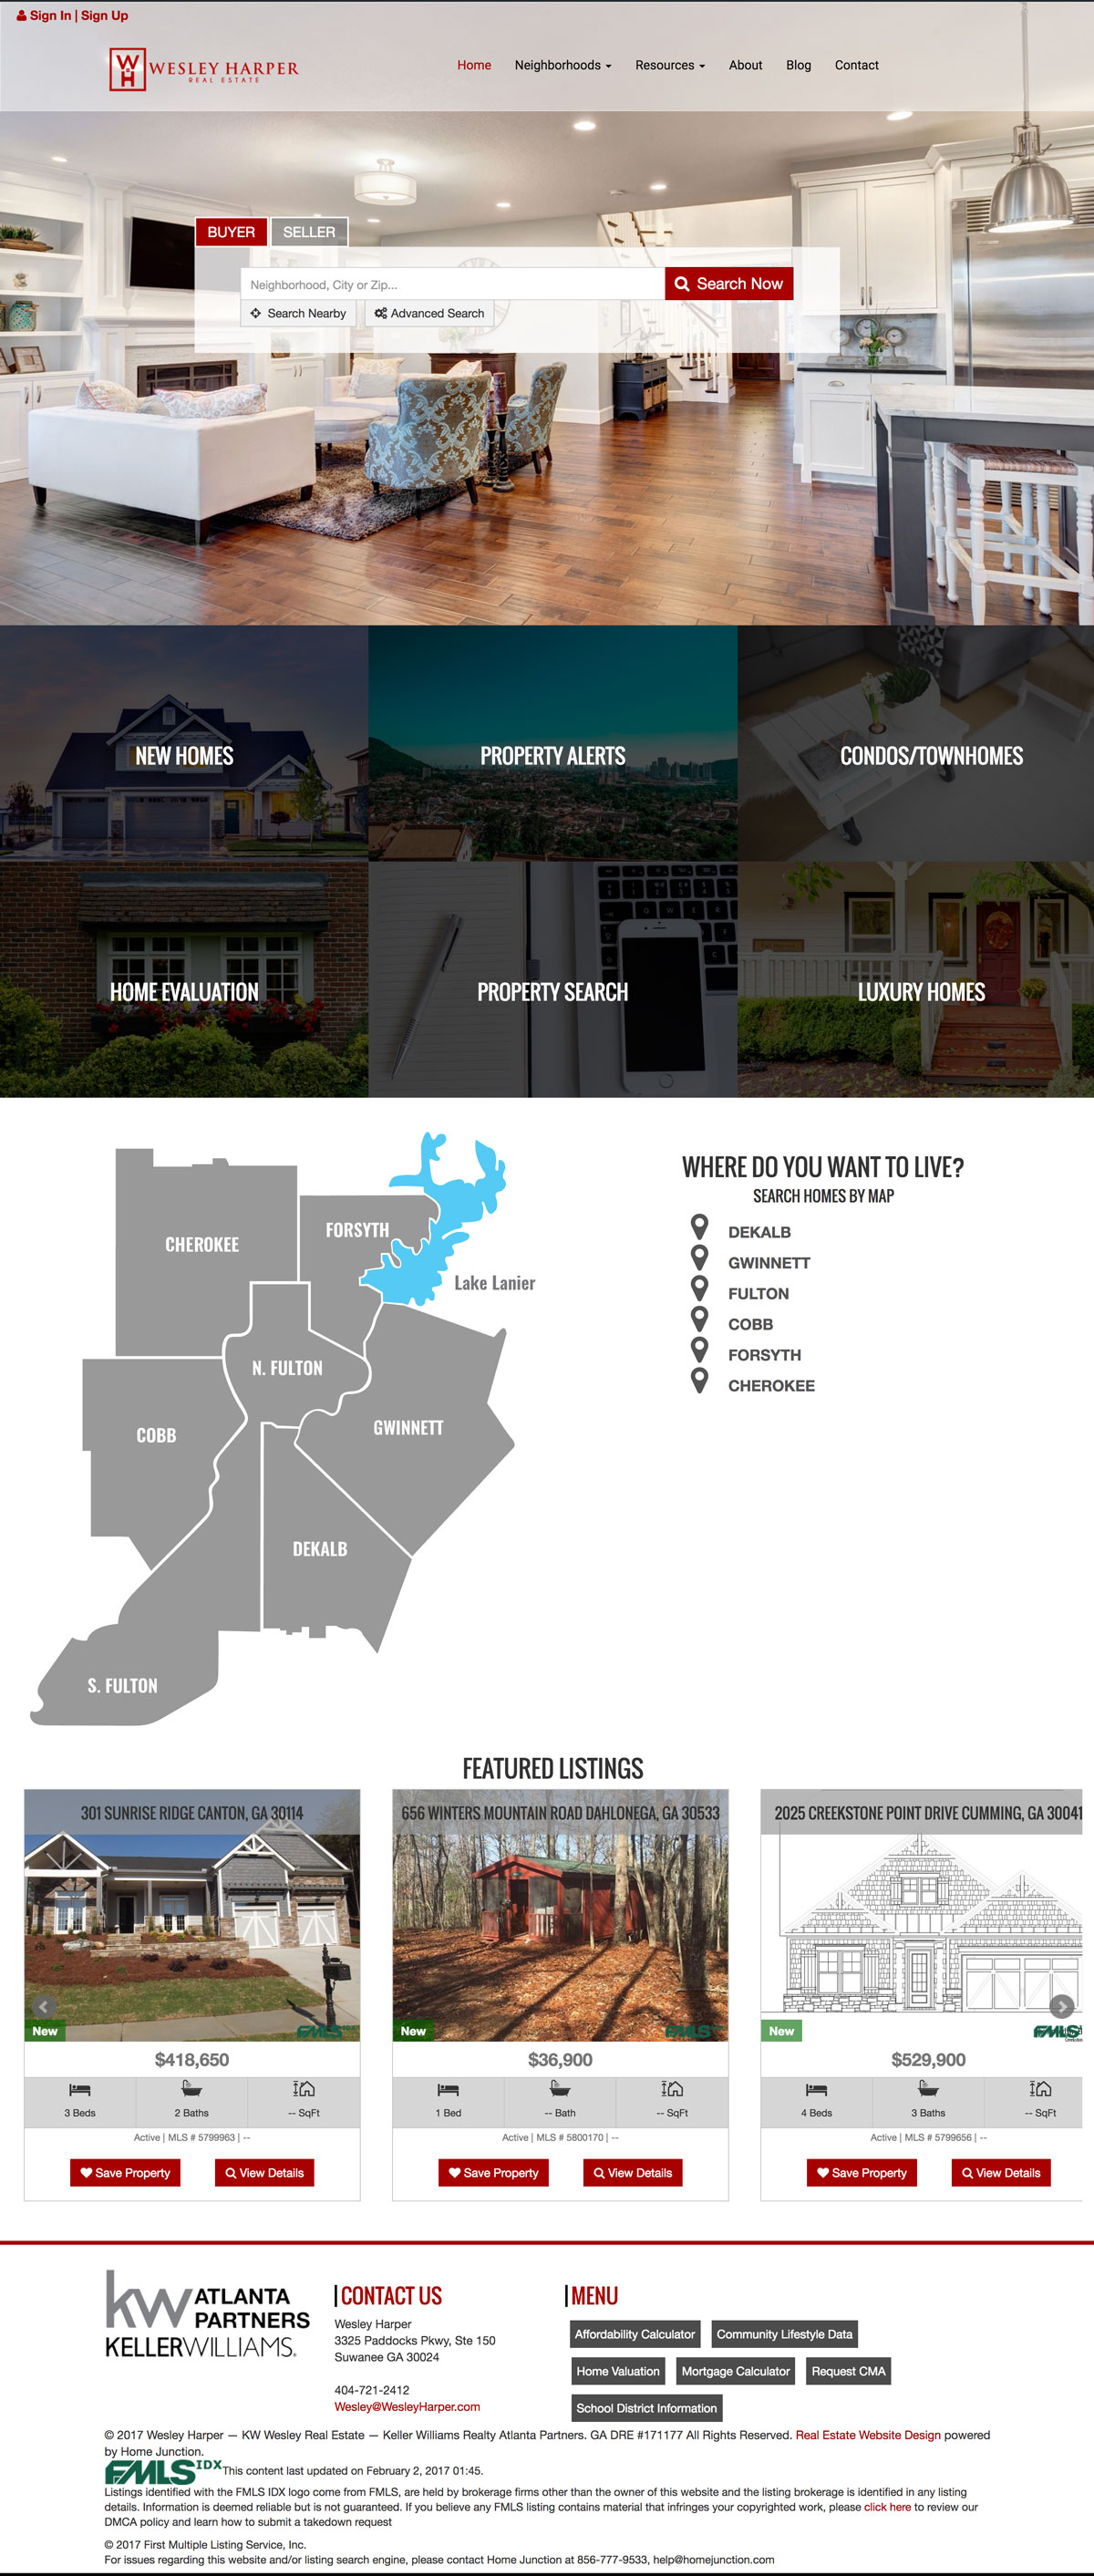 Sign In | Sign Up
WH WESLEY HARPER
REAL ESTATE
Home Neighborhoods Resources About Blog Contact
BUYER SELLER
Neighborhood, City or Zip... Search Now
Search Nearby Advanced Search
NEW HOMES PROPERTY ALERTS CONDOS/TOWNHOMES
HOME EVALUATION PROPERTY SEARCH LUXURY HOMES
CHEROKEE
FORSYTH
Lake Lanier
N. FULTON
COBB
GWINNETT
DEKALB
S. FULTON
WHERE DO YOU WANT TO LIVE?
SEARCH HOMES BY MAP
DEKALB
GWINNETT
FULTON
COBB
FORSYTH
CHEROKEE
FEATURED LISTINGS
301 SUNRISE RIDGE CANTON, GA 30114
New FMLS
$418,650
3 Beds 2 Baths -- SqFt
Active | MLS # 5799963 | --
Save Property View Details
656 WINTERS MOUNTAIN ROAD DAHLONEGA, GA 30533
New FMLS
$36,900
1 Bed -- Bath -- SqFt
Active | MLS # 5800170 | --
Save Property View Details
2025 CREEKSTONE POINT DRIVE CUMMING, GA 30041
New FMLS
$529,900
4 Beds 3 Baths -- SqFt
Active | MLS # 5799656 | --
Save Property View Details
kw ATLANTA
PARTNERS
KELLERWILLIAMS.
CONTACT US
Wesley Harper
3325 Paddocks Pkwy, Ste 150
Suwanee GA 30024
404-721-2412
Wesley@WesleyHarper.com
MENU
Affordability Calculator Community Lifestyle Data
Home Valuation Mortgage Calculator Request CMA
School District Information
© 2017 Wesley Harper — KW Wesley Real Estate — Keller Williams Realty Atlanta Partners. GA DRE #171177 All Rights Reserved. Real Estate Website Design powered
by Home Junction.
FMLS IDX This content last updated on February 2, 2017 01:45.
Listings identified with the FMLS IDX logo come from FMLS, are held by brokerage firms other than the owner of this website and the listing brokerage is identified in any listing
details. Information is deemed reliable but is not guaranteed. If you believe any FMLS listing contains material that infringes your copyrighted work, please click here to review our
DMCA policy and learn how to submit a takedown request
© 2017 First Multiple Listing Service, Inc.
For issues regarding this website and/or listing search engine, please contact Home Junction at 856-777-9533, help@homejunction.com